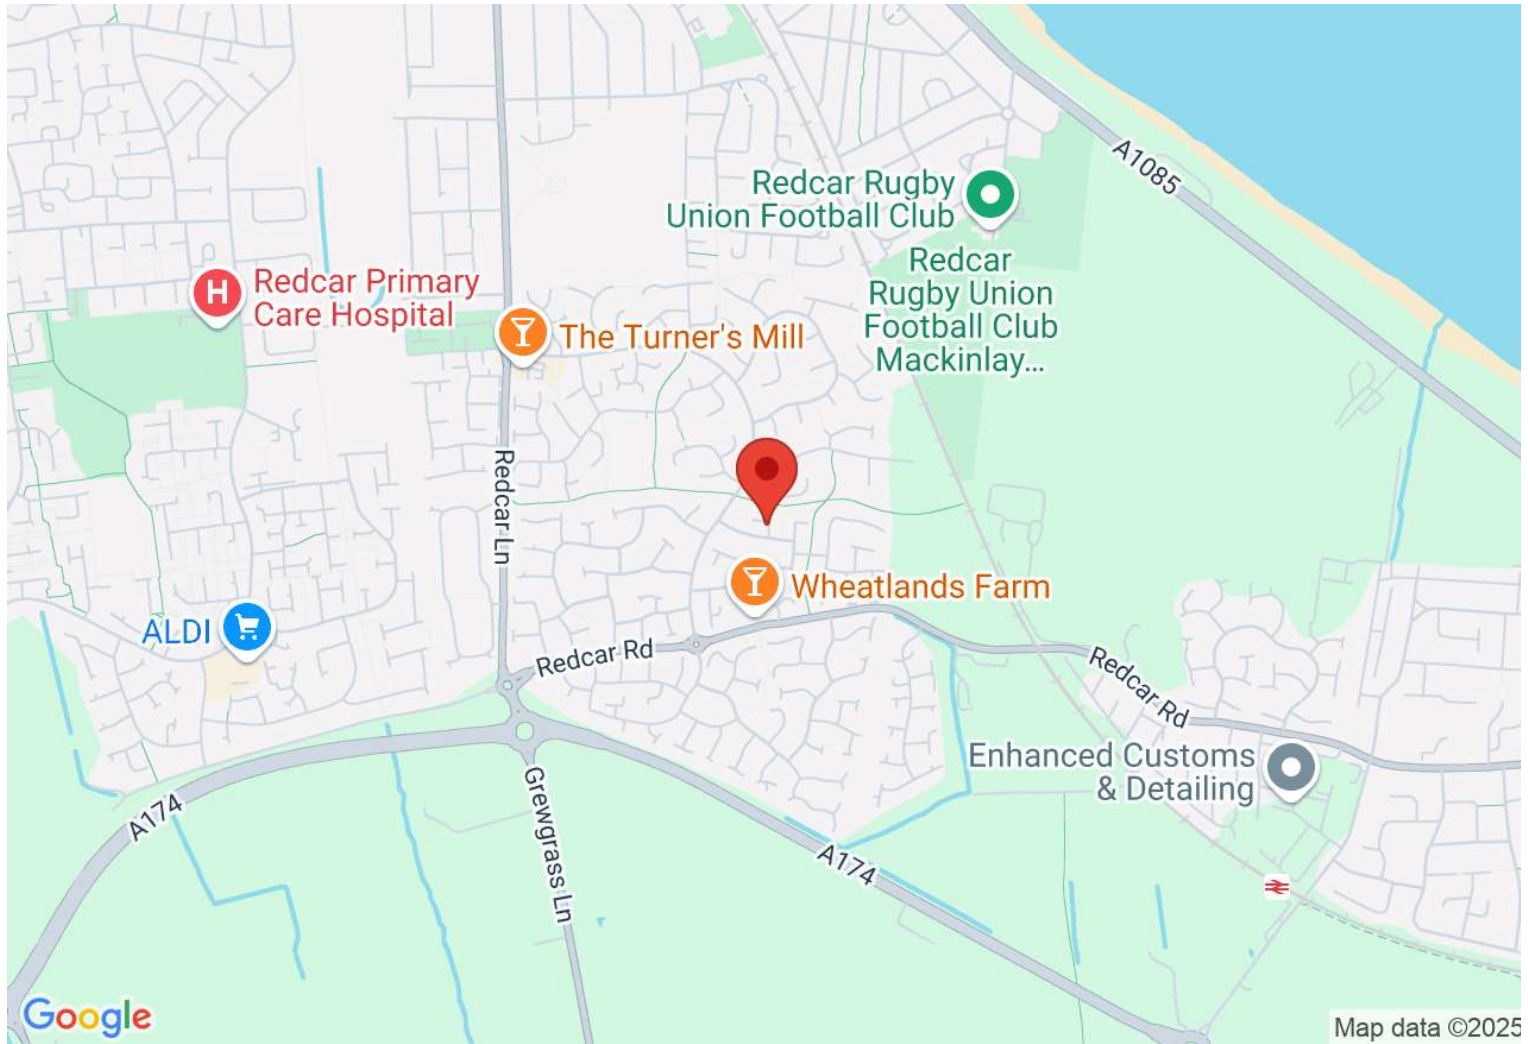 A1085
Redcar Rugby
Union Football Club
Redcar
Rugby Union
Football Club
Mackinlay...
H
Redcar Primary
Care Hospital
The Turner's Mill
Redcar Ln
Wheatlands Farm
ALDI
Redcar Rd
Redcar Rd
Enhanced Customs
& Detailing
Grewgrass Ln
A174
A174
Google
Map data ©2025